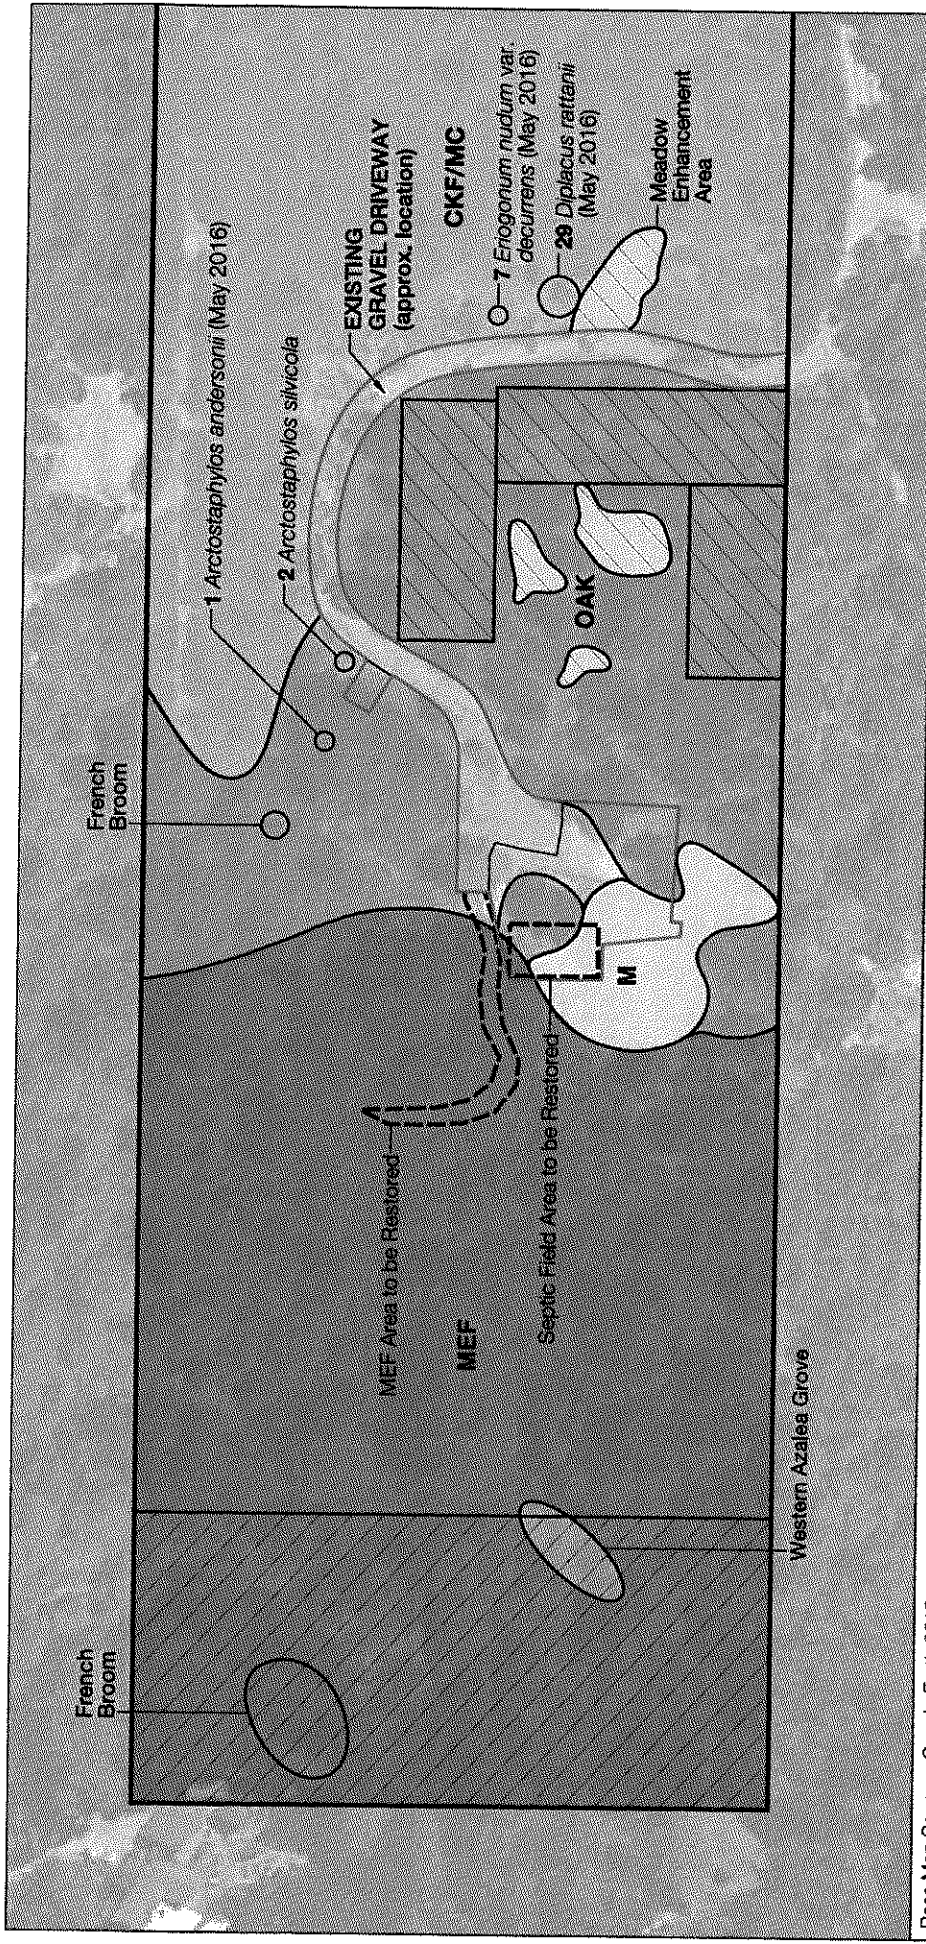 French
Broom
French
Broom
1 Arctostaphylos andersonii (May 2016)
2 Arctostaphylos silvicola
EXISTING
GRAVEL DRIVEWAY
(approx. location)
CKF/MC
7 Eriogonum nudum var.
decurrens (May 2016)
29 Diplacus rattanii
(May 2016)
Meadow
Enhancement
Area
MEF Area to be Restored
MEF
Septic Field Area to be Restored
M
OAK
Western Azalea Grove